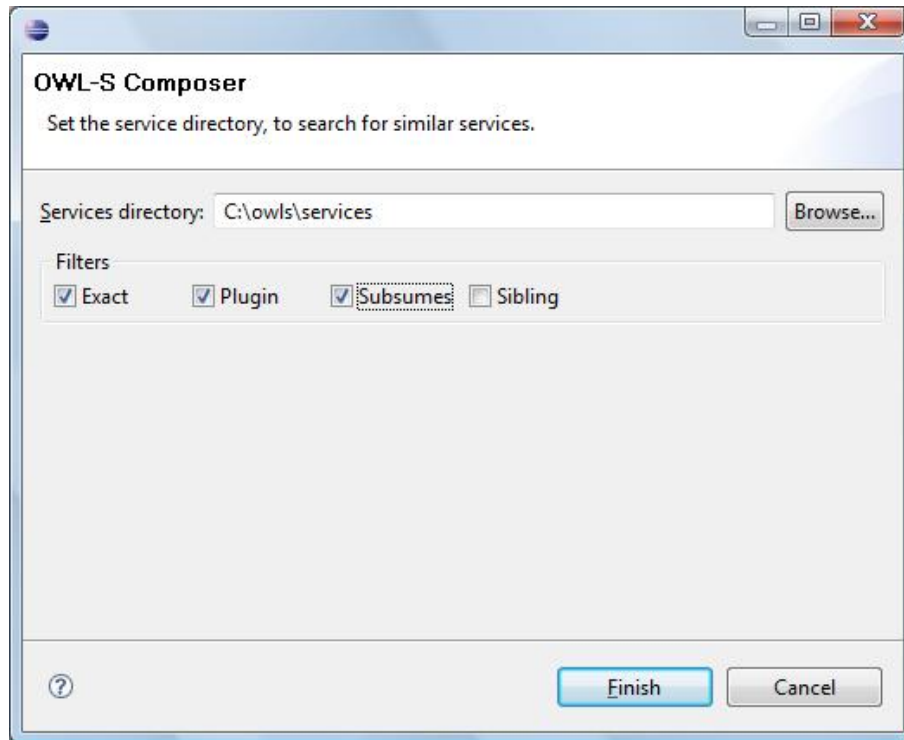 OWL-S Composer
Set the service directory, to search for similar services.
Services directory: C:\owls\services Browse...
Filters
Exact Plugin Subsumes Sibling
? Finish Cancel